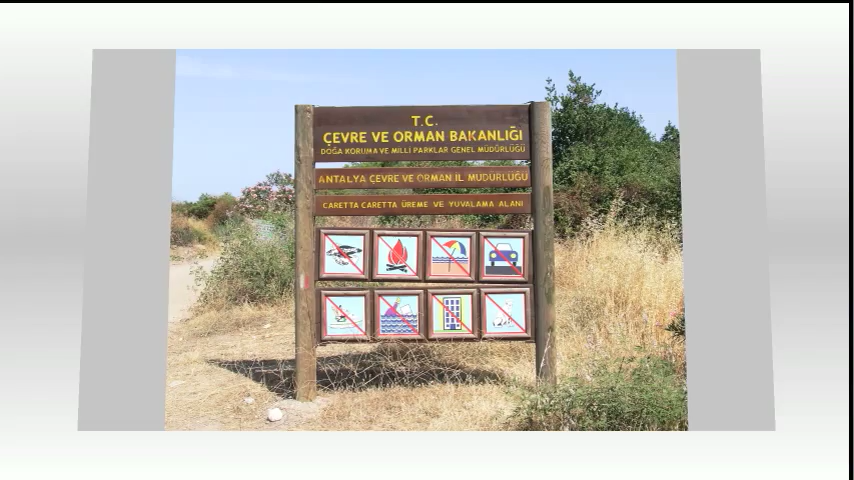 T.C.
ÇEVRE VE ORMAN BAKANLIĞI
DOĞA KORUMA VE MİLLİ PARKLAR GENEL MÜDÜRLÜĞÜ
ANTALYA ÇEVRE VE ORMAN İL MÜDÜRLÜĞÜ
CARETTA CARETTA ÜREME VE YUVALAMA ALANI